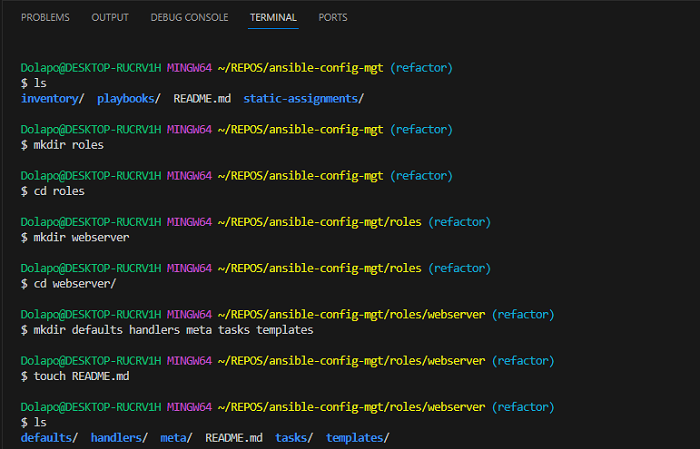 PROBLEMS OUTPUT DEBUG CONSOLE TERMINAL PORTS
Dolapo@DESKTOP-RUCRV1H MINGW64 ~/REPOS/ansible-config-mgt (refactor)
$ ls
inventory/ playbooks/ README.md static-assignments/
Dolapo@DESKTOP-RUCRV1H MINGW64 ~/REPOS/ansible-config-mgt (refactor)
$ mkdir roles
Dolapo@DESKTOP-RUCRV1H MINGW64 ~/REPOS/ansible-config-mgt (refactor)
$ cd roles
Dolapo@DESKTOP-RUCRV1H MINGW64 ~/REPOS/ansible-config-mgt/roles (refactor)
$ mkdir webserver
Dolapo@DESKTOP-RUCRV1H MINGW64 ~/REPOS/ansible-config-mgt/roles (refactor)
$ cd webserver/
Dolapo@DESKTOP-RUCRV1H MINGW64 ~/REPOS/ansible-config-mgt/roles/webserver (refactor)
$ mkdir defaults handlers meta tasks templates
Dolapo@DESKTOP-RUCRV1H MINGW64 ~/REPOS/ansible-config-mgt/roles/webserver (refactor)
$ touch README.md
Dolapo@DESKTOP-RUCRV1H MINGW64 ~/REPOS/ansible-config-mgt/roles/webserver (refactor)
$ ls
defaults/ handlers/ meta/ README.md tasks/ templates/